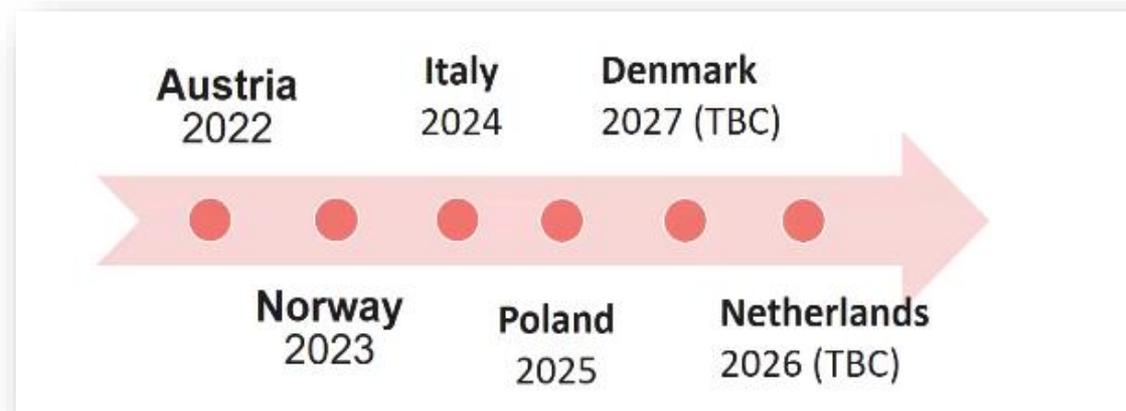 Austria
2022
Norway
2023
Italy
2024
Poland
2025
Denmark
2027 (TBC)
Netherlands
2026 (TBC)